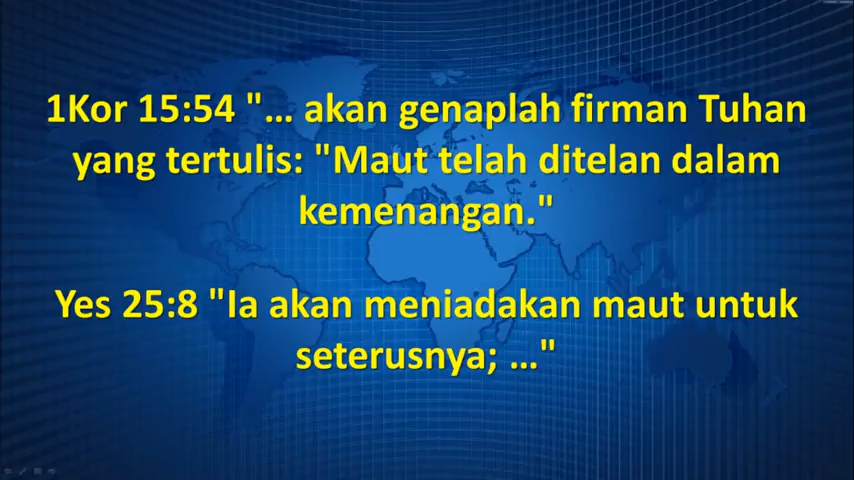 1Kor 15:54 "... akan genaplah firman Tuhan
yang tertulis: "Maut telah ditelan dalam
kemenangan."
Yes 25:8 "Ia akan meniadakan maut untuk
seterusnya; ..."